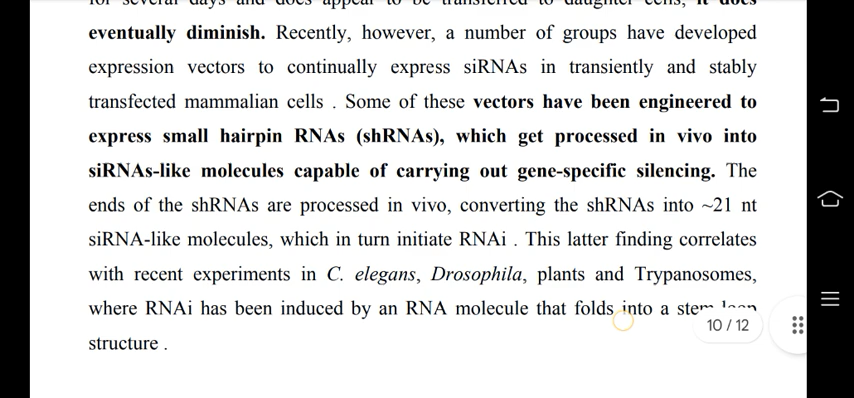 eventually diminish. Recently, however, a number of groups have developed
expression vectors to continually express siRNAs in transiently and stably
transfected mammalian cells . Some of these vectors have been engineered to
express small hairpin RNAs (shRNAs), which get processed in vivo into
siRNAs-like molecules capable of carrying out gene-specific silencing. The
ends of the shRNAs are processed in vivo, converting the shRNAs into ~21 nt
siRNA-like molecules, which in turn initiate RNAi . This latter finding correlates
with recent experiments in C. elegans, Drosophila, plants and Trypanosomes,
where RNAi has been induced by an RNA molecule that folds into a
10 / 12
structure .